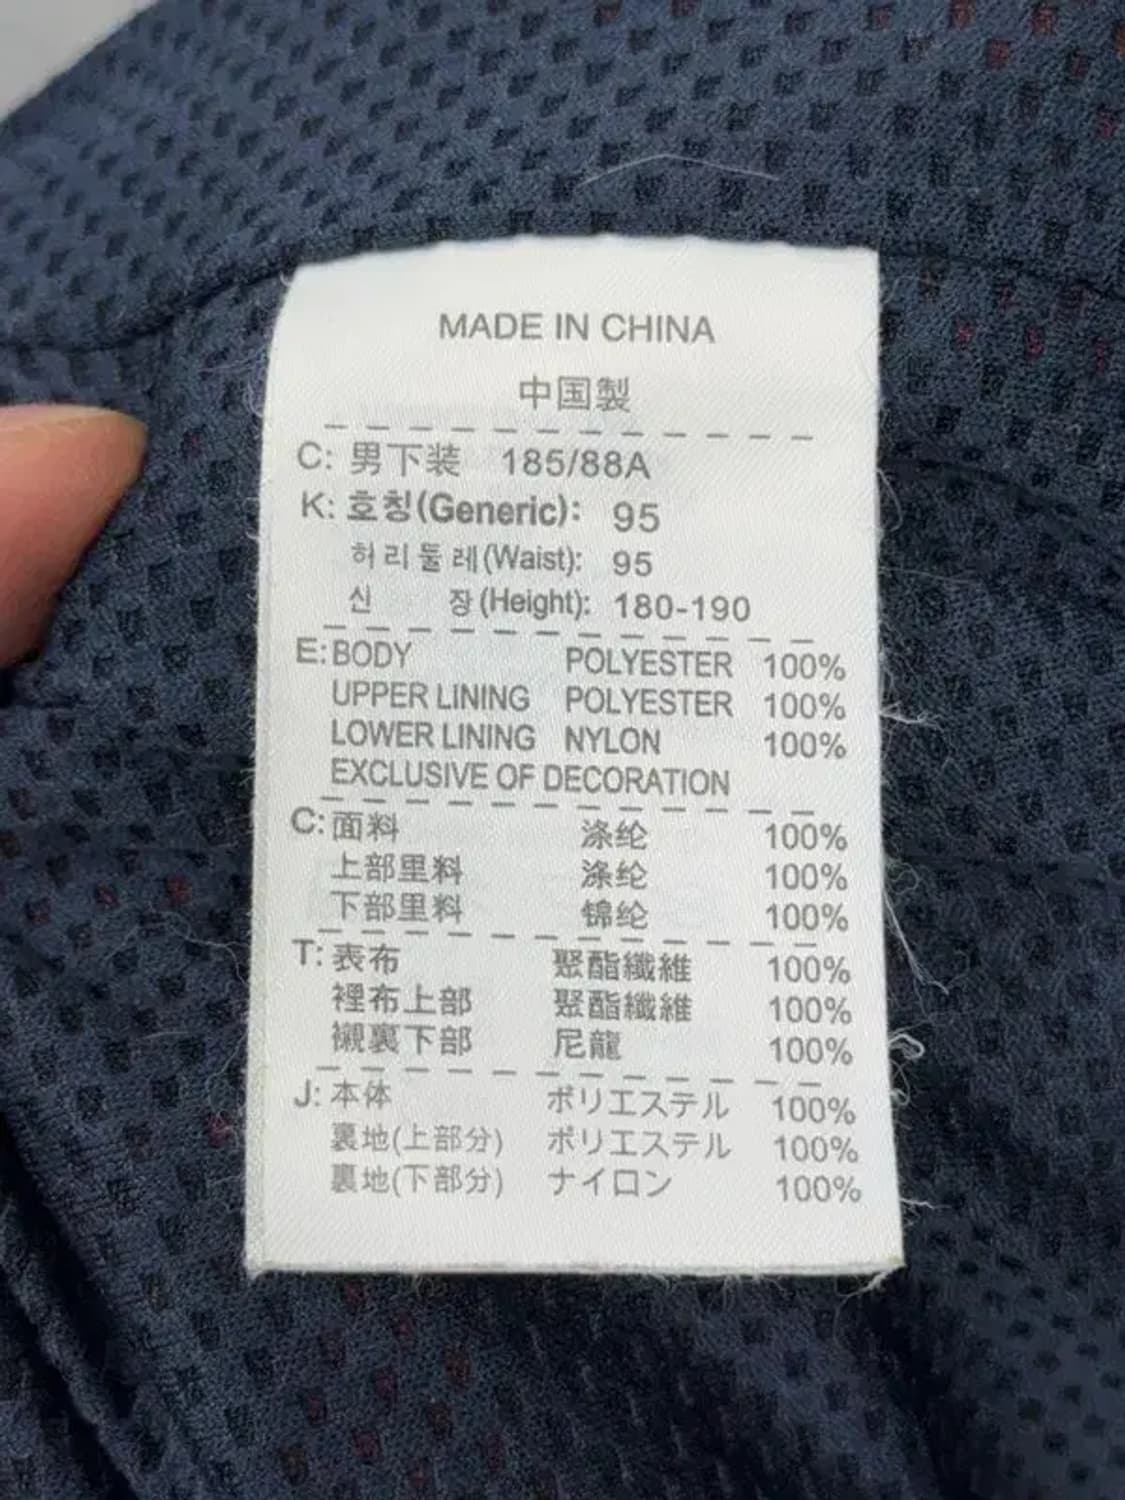 MADE IN CHINA
中国製
C: 男下装 185/88A
K: 호칭(Generic): 95
허리둘레(Waist): 95
신 장(Height): 180-190
E: BODY POLYESTER 100%
UPPER LINING POLYESTER 100%
LOWER LINING NYLON 100%
EXCLUSIVE OF DECORATION
C: 面料 涤纶 100%
上部里料 涤纶 100%
下部里料 锦纶 100%
T: 表布 聚酯纖維 100%
裡布上部 聚酯纖維 100%
襯裏下部 尼龍 100%
J: 本体 ポリエステル 100%
裏地(上部分) ポリエステル 100%
裏地(下部分) ナイロン 100%